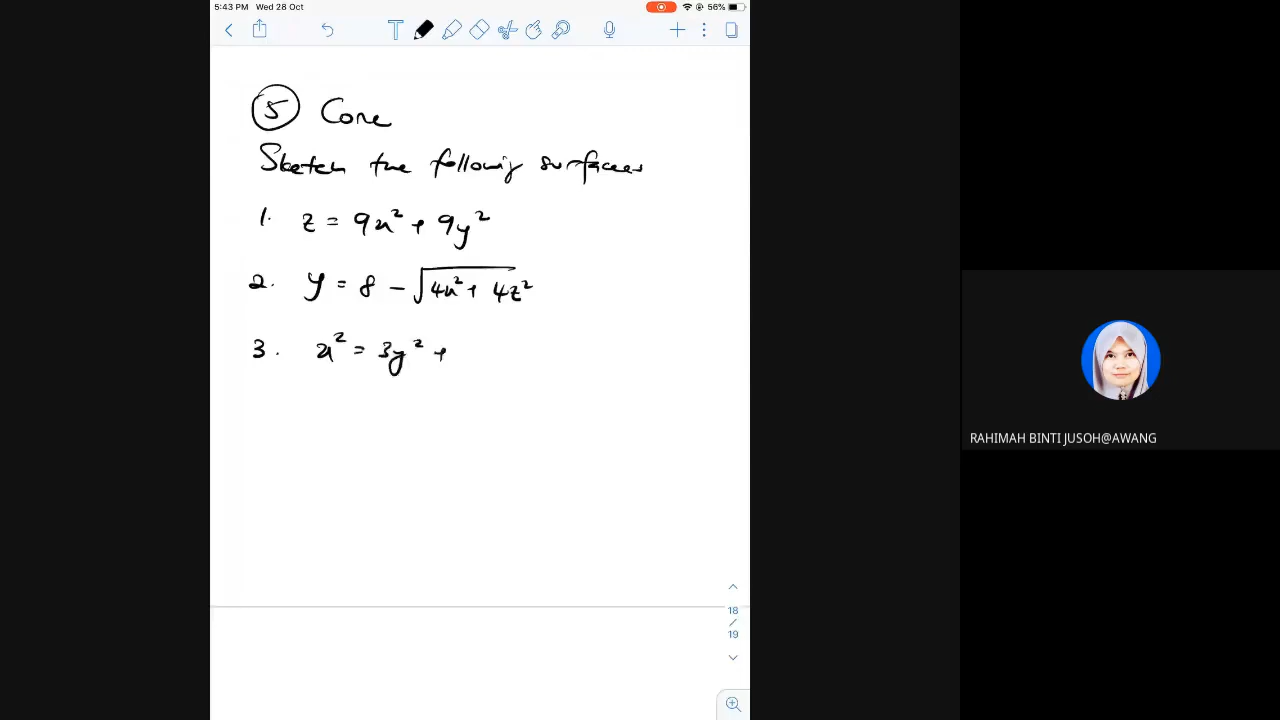 5:43 PM Wed 28 Oct
56%
5 Cone
Sketch the following surfaces
1. z = 9x² + 9y²
2. y = 8 - √(4x² + 4z²)
3. x² = 3y² +
RAHIMAH BINTI JUSOH@AWANG
18
/
19